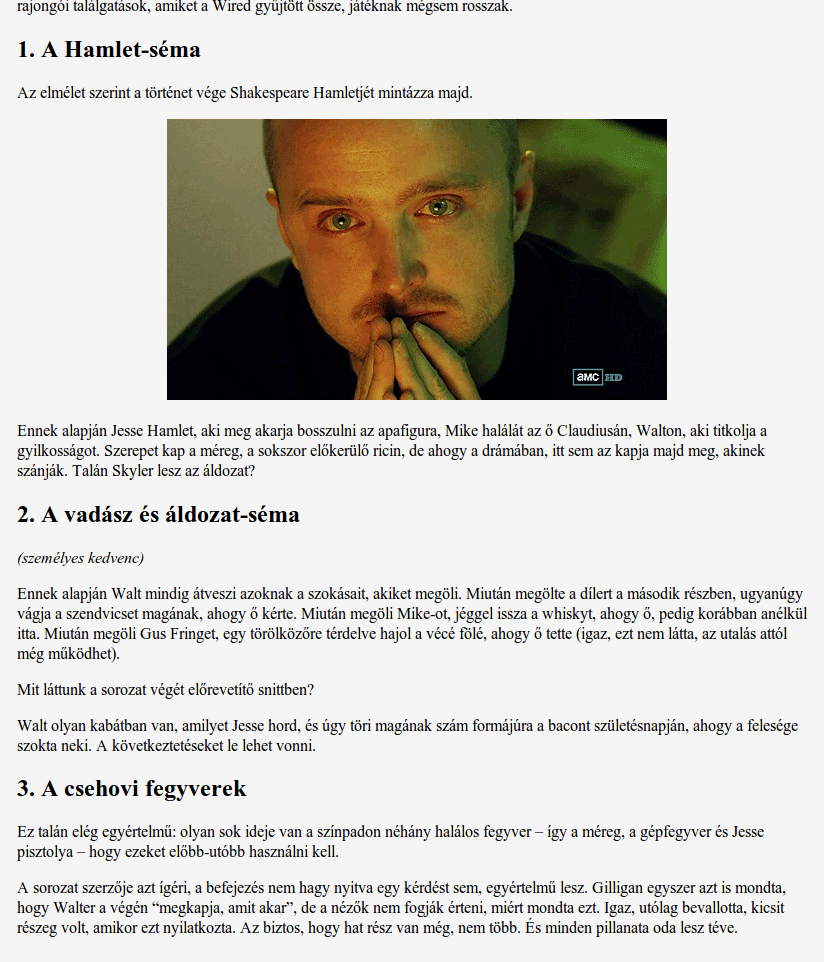 rajongói találgatások, amiket a Wired gyűjtött össze, játéknak mégsem rosszak.
1. A Hamlet-séma
Az elmélet szerint a történet vége Shakespeare Hamletjét mintázza majd.
amc HD
Ennek alapján Jesse Hamlet, aki meg akarja bosszulni az apafigura, Mike halálát az ő Claudiusán, Walton, aki titkolja a
gyilkosságot. Szerepet kap a méreg, a sokszor előkerülő ricin, de ahogy a drámában, itt sem az kapja majd meg, akinek
szánják. Talán Skyler lesz az áldozat?
2. A vadász és áldozat-séma
(személyes kedvenc)
Ennek alapján Walt mindig átveszi azoknak a szokásait, akiket megöli. Miután megölte a dílert a második részben, ugyanúgy
vágja a szendvicset magának, ahogy ő kérte. Miután megöli Mike-ot, jéggel issza a whiskyt, ahogy ő, pedig korábban anélkül
itta. Miután megöli Gus Fringet, egy törölközőre térdelve hajol a vécé fölé, ahogy ő tette (igaz, ezt nem látta, az utalás attól
még működhet).
Mit láttunk a sorozat végét előrevetítő snittben?
Walt olyan kabátban van, amilyet Jesse hord, és úgy töri magának szám formájúra a bacont születésnapján, ahogy a felesége
szokta neki. A következtetéseket le lehet vonni.
3. A csehovi fegyverek
Ez talán elég egyértelmű: olyan sok ideje van a színpadon néhány halálos fegyver – így a méreg, a gépfegyver és Jesse
pisztolya – hogy ezeket előbb-utóbb használni kell.
A sorozat szerzője azt ígéri, a befejezés nem hagy nyitva egy kérdést sem, egyértelmű lesz. Gilligan egyszer azt is mondta,
hogy Walter a végén “megkapja, amit akar”, de a nézők nem fogják érteni, miért mondta ezt. Igaz, utólag bevallotta, kicsit
részeg volt, amikor ezt nyilatkozta. Az biztos, hogy hat rész van még, nem több. És minden pillanata oda lesz téve.